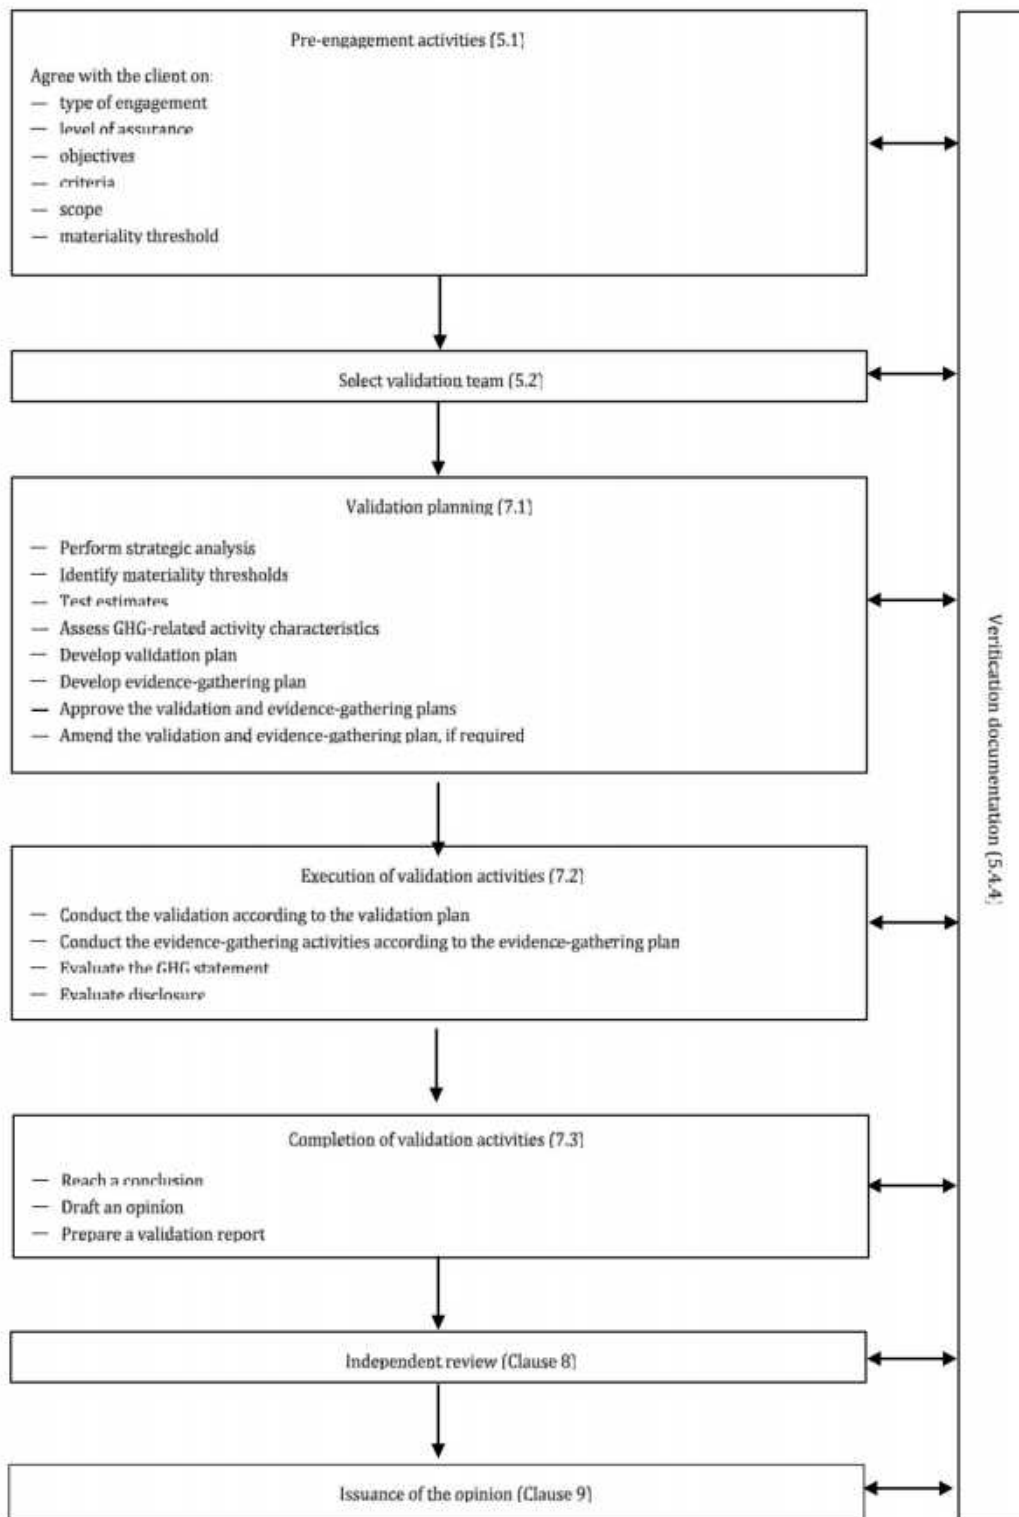 Pre-engagement activities (5.1)
Agree with the client on:
— type of engagement
— level of assurance
— objectives
— criteria
— scope
— materiality threshold
Select validation team (5.2)
Validation planning (7.1)
— Perform strategic analysis
— Identify materiality thresholds
— Test estimates
— Assess GHG-related activity characteristics
— Develop validation plan
— Develop evidence-gathering plan
— Approve the validation and evidence-gathering plans
— Amend the validation and evidence-gathering plan, if required
Execution of validation activities (7.2)
— Conduct the validation according to the validation plan
— Conduct the evidence-gathering activities according to the evidence-gathering plan
— Evaluate the GHG statement
— Evaluate disclosure
Completion of validation activities (7.3)
— Reach a conclusion
— Draft an opinion
— Prepare a validation report
Independent review (Clause 8)
Issuance of the opinion (Clause 9)
Verification documentation (5.4.4)